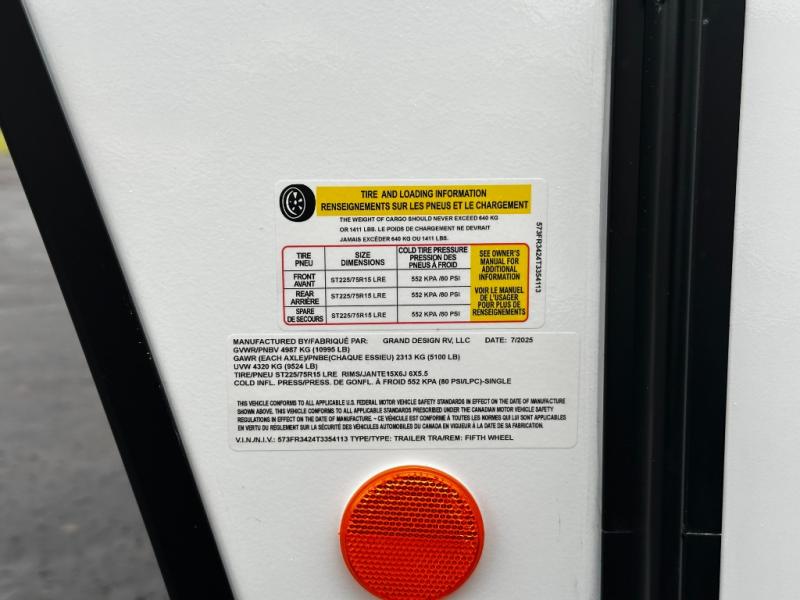 TIRE AND LOADING INFORMATION
RENSEIGNEMENTS SUR LES PNEUS ET LE CHARGEMENT
THE WEIGHT OF CARGO SHOULD NEVER EXCEED 640 KG
OR 1411 LBS. LE POIDS DE CHARGEMENT NE DEVRAIT
JAMAIS EXCÉDER 640 KG OU 1411 LBS.
TIRE
PNEU
SIZE
DIMENSIONS
COLD TIRE PRESSURE
PRESSION DES
PNEUS À FROID
FRONT
AVANT
ST225/75R15 LRE
552 KPA /80 PSI
REAR
ARRIÈRE
ST225/75R15 LRE
552 KPA /80 PSI
SPARE
DE SECOURS
ST225/75R15 LRE
552 KPA /80 PSI
SEE OWNER'S
MANUAL FOR
ADDITIONAL
INFORMATION
VOIR LE MANUEL
DE L'USAGER
POUR PLUS DE
RENSEIGNEMENTS
573FR3424T3354113
MANUFACTURED BY/FABRIQUÉ PAR: GRAND DESIGN RV, LLC DATE: 7/2025
GVWR/PNBV 4987 KG (10995 LB)
GAWR (EACH AXLE)/PNBE(CHAQUE ESSIEU) 2313 KG (5100 LB)
UVW 4320 KG (9524 LB)
TIRE/PNEU ST225/75R15 LRE RIMS/JANTE15X6J 6X5.5
COLD INFL. PRESS/PRESS. DE GONFL. À FROID 552 KPA (80 PSI/LPC)-SINGLE
THIS VEHICLE CONFORMS TO ALL APPLICABLE U.S. FEDERAL MOTOR VEHICLE SAFETY STANDARDS IN EFFECT ON THE DATE OF MANUFACTURE
SHOWN ABOVE. THIS VEHICLE CONFORMS TO ALL APPLICABLE STANDARDS PRESCRIBED UNDER THE CANADIAN MOTOR VEHICLE SAFETY
REGULATIONS IN EFFECT ON THE DATE OF MANUFACTURE. ~ CE VÉHICULE EST CONFORME À TOUTES LES NORMES QUI LUI SONT APPLICABLES
EN VERTU DU RÈGLEMENT SUR LA SÉCURITÉ DES VÉHICULES AUTOMOBILES DU CANADA EN VIGUEUR À LA DATE DE SA FABRICATION.
V.I.N./N.I.V.: 573FR3424T3354113 TYPE/TYPE: TRAILER TRA/REM: FIFTH WHEEL